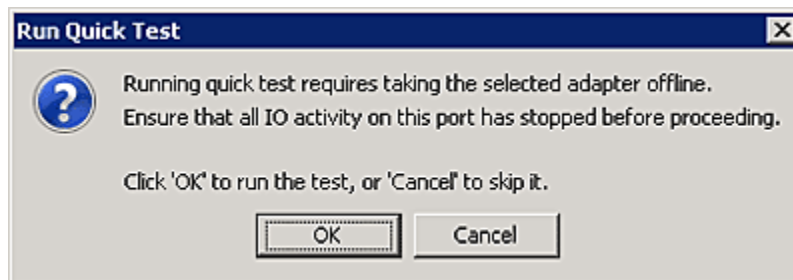 Run Quick Test
Running quick test requires taking the selected adapter offline.
Ensure that all IO activity on this port has stopped before proceeding.
Click 'OK' to run the test, or 'Cancel' to skip it.
OK Cancel